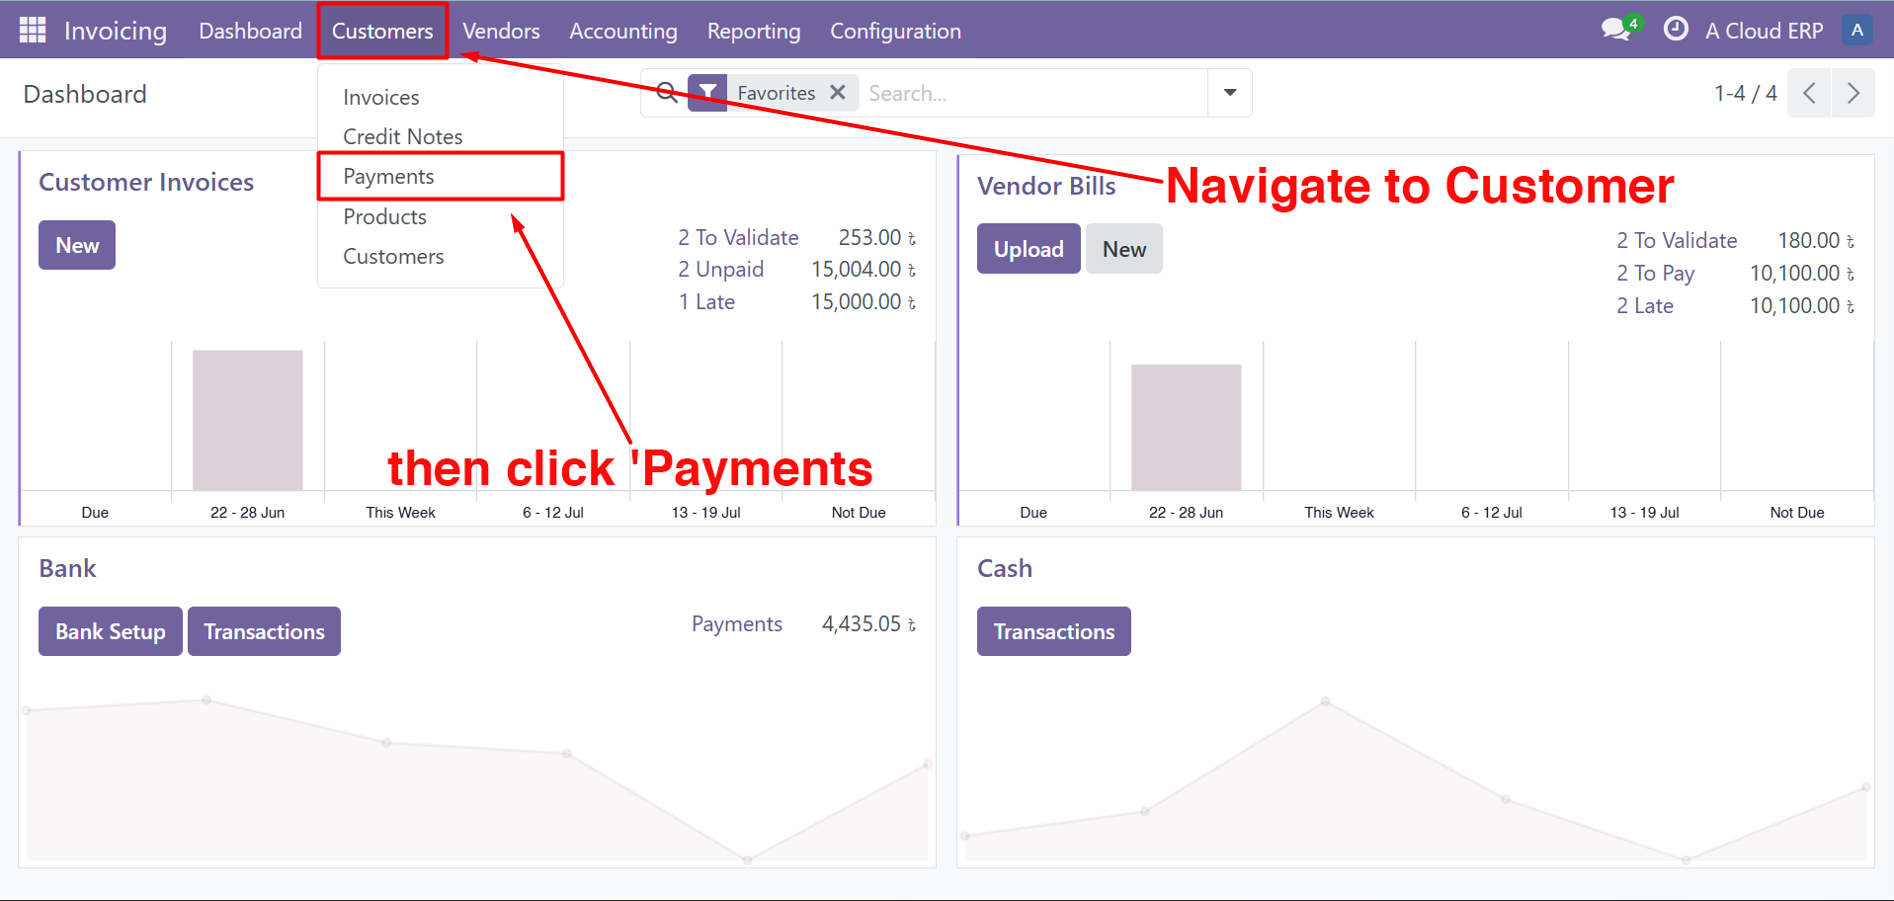 Invoicing Dashboard Customers Vendors Accounting Reporting Configuration 4 A Cloud ERP A
Dashboard Favorites Search... 1-4 / 4
Invoices
Credit Notes
Payments
Products
Customers
Navigate to Customer
then click 'Payments
Customer Invoices
New
2 To Validate 253.00 ৳
2 Unpaid 15,004.00 ৳
1 Late 15,000.00 ৳
Due 22 - 28 Jun This Week 6 - 12 Jul 13 - 19 Jul Not Due
Vendor Bills
Upload New
2 To Validate 180.00 ৳
2 To Pay 10,100.00 ৳
2 Late 10,100.00 ৳
Due 22 - 28 Jun This Week 6 - 12 Jul 13 - 19 Jul Not Due
Bank
Bank Setup Transactions Payments 4,435.05 ৳
Cash
Transactions